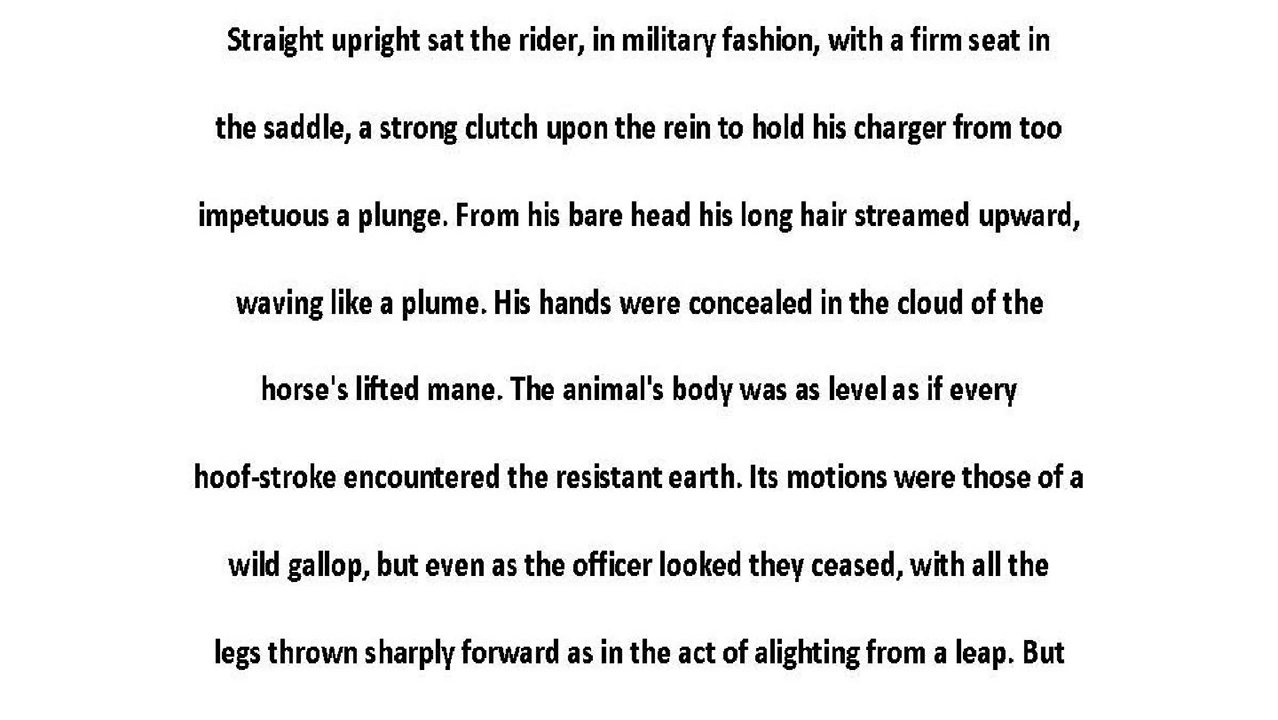 Straight upright sat the rider, in military fashion, with a firm seat in
the saddle, a strong clutch upon the rein to hold his charger from too
impetuous a plunge. From his bare head his long hair streamed upward,
waving like a plume. His hands were concealed in the cloud of the
horse's lifted mane. The animal's body was as level as if every
hoof-stroke encountered the resistant earth. Its motions were those of a
wild gallop, but even as the officer looked they ceased, with all the
legs thrown sharply forward as in the act of alighting from a leap. But